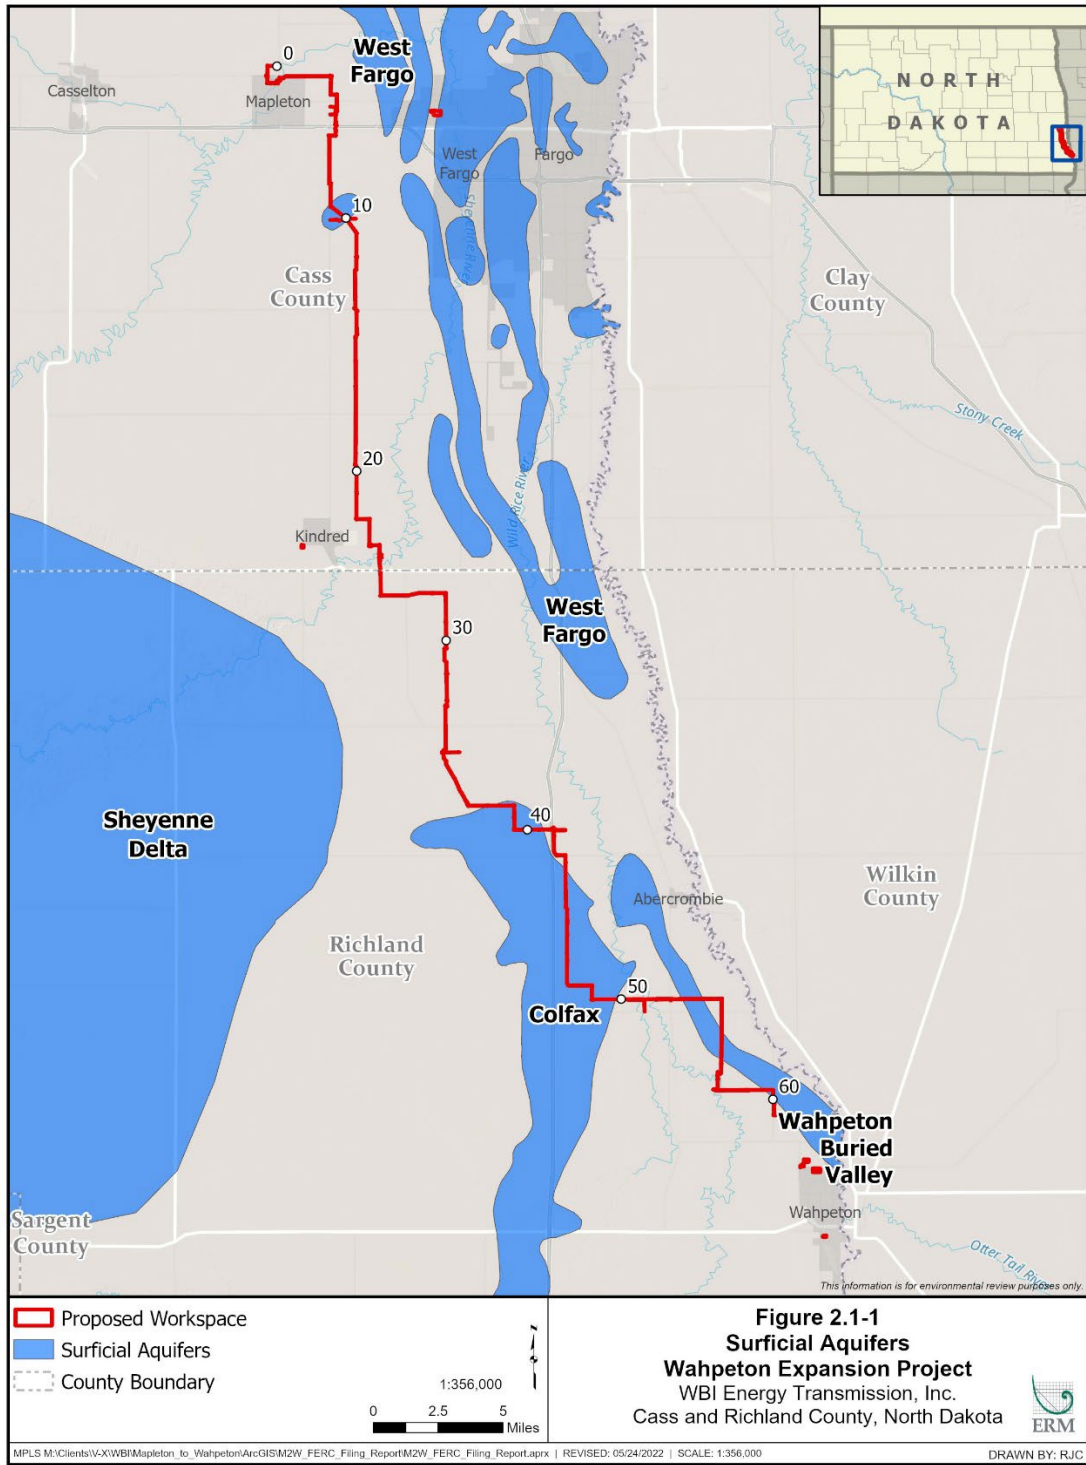 West
Fargo
0
Casselton
Mapleton
NORTH
DAKOTA
West
Fargo
Fargo
Sheyenne River
10
Cass
County
Clay
County
Stony Creek
20
Wild Rice River
Kindred
West
Fargo
30
Sheyenne
Delta
40
Wilkin
County
Abercrombie
Richland
County
50
Colfax
60
Wahpeton
Buried
Valley
Wahpeton
Sargent
County
Otter Tail River
This information is for environmental review purposes only.
Proposed Workspace
Surficial Aquifers
County Boundary
N
1:356,000
0 2.5 5
Miles
Figure 2.1-1
Surficial Aquifers
Wahpeton Expansion Project
WBI Energy Transmission, Inc.
Cass and Richland County, North Dakota
ERM
MPLS M:\Clients\V-X\WBI\Mapleton_to_Wahpeton\ArcGIS\M2W_FERC_Filing_Report\M2W_FERC_Filing_Report.aprx | REVISED: 05/24/2022 | SCALE: 1:356,000
DRAWN BY: RJC